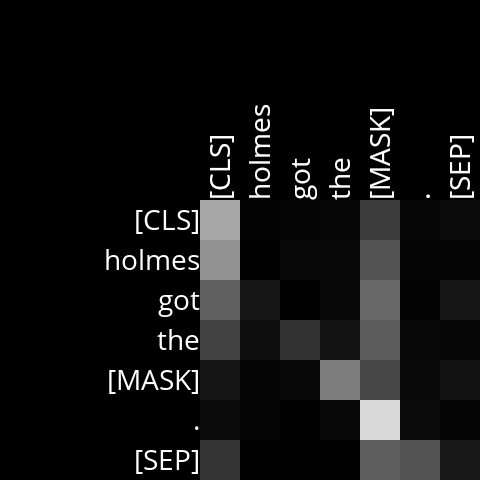 [CLS] holmes got the [MASK] . [SEP]
[CLS]
holmes
got
the
[MASK]
.
[SEP]